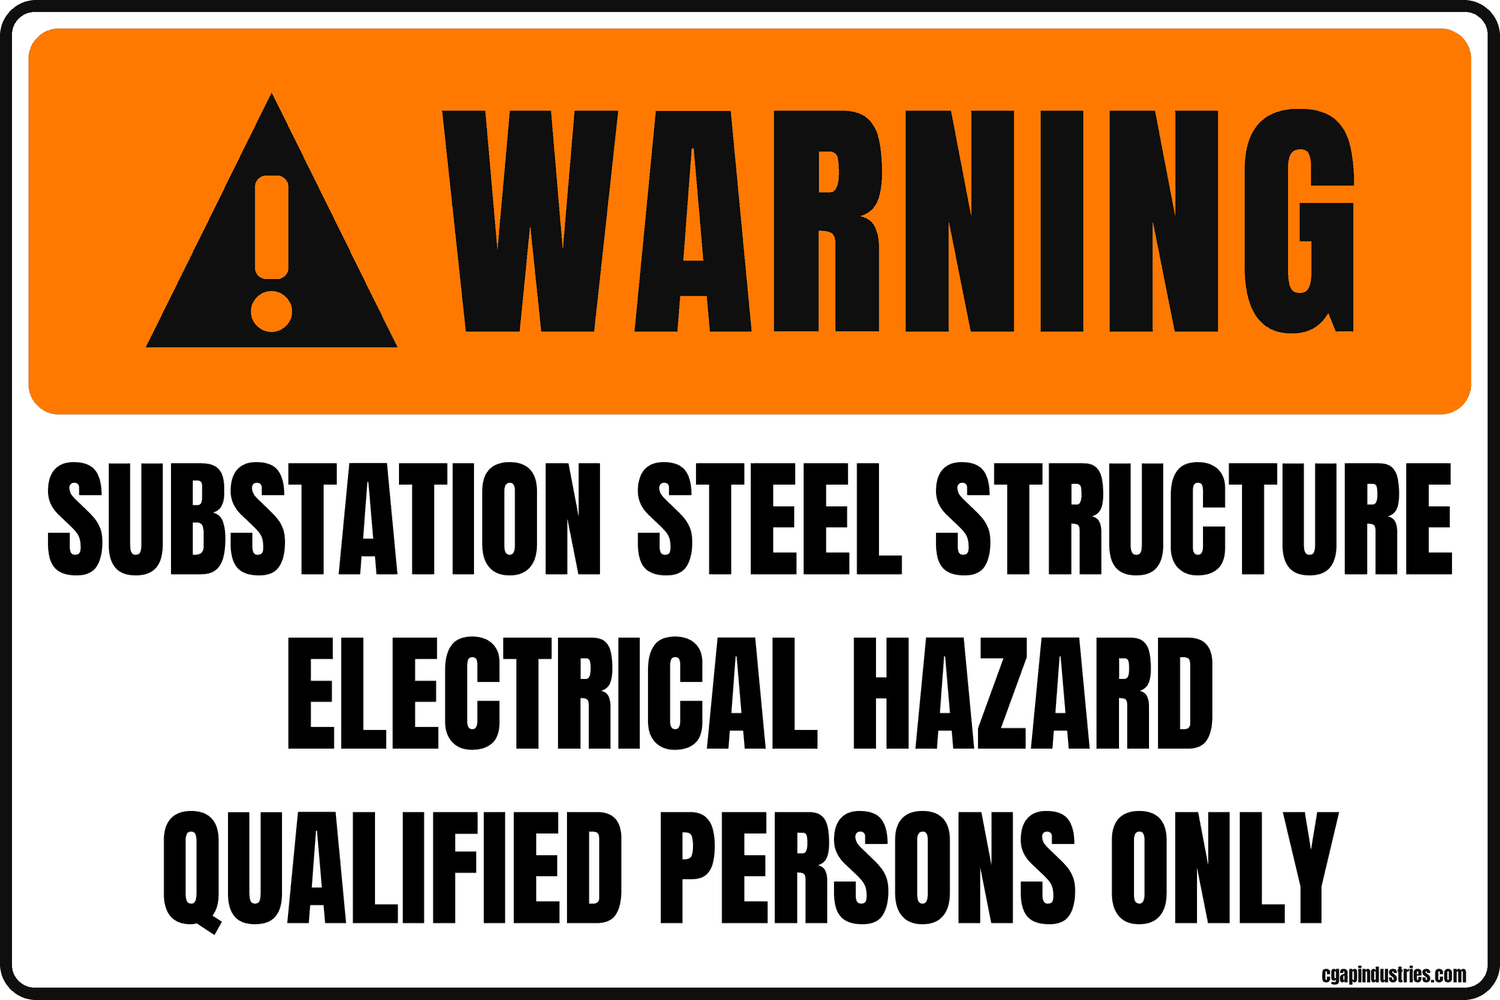 WARNING
SUBSTATION STEEL STRUCTURE
ELECTRICAL HAZARD
QUALIFIED PERSONS ONLY
cgapindustries.com